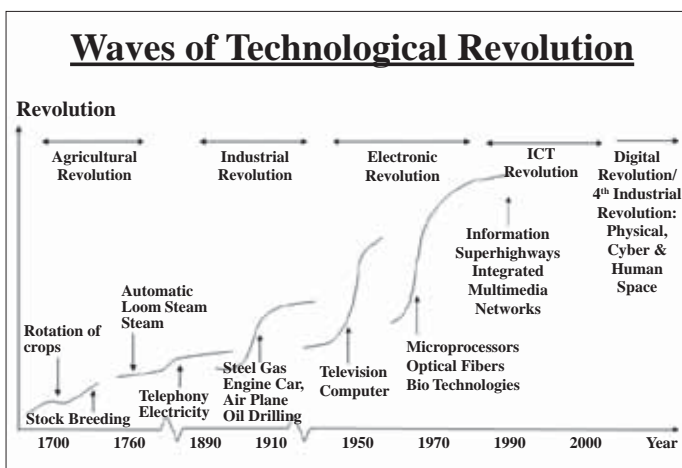 Waves of Technological Revolution
Revolution
Agricultural
Revolution
Industrial
Revolution
Electronic
Revolution
ICT
Revolution
Digital
Revolution/
4th Industrial
Revolution:
Physical,
Cyber &
Human
Space
Information
Superhighways
Integrated
Multimedia
Networks
Automatic
Loom Steam
Steam
Rotation of
crops
Stock Breeding
Telephony
Electricity
Steel Gas
Engine Car,
Air Plane
Oil Drilling
Television
Computer
Microprocessors
Optical Fibers
Bio Technologies
1700 1760 1890 1910 1950 1970 1990 2000 Year